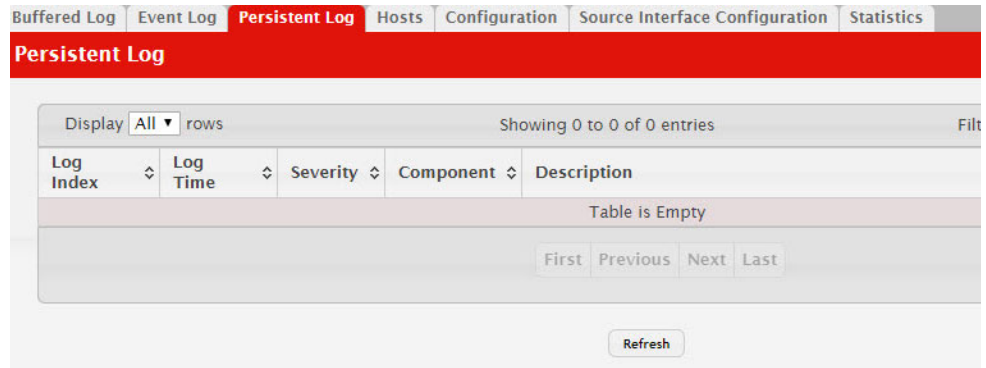 Buffered Log Event Log Persistent Log Hosts Configuration Source Interface Configuration Statistics
Persistent Log
Display All rows Showing 0 to 0 of 0 entries Filt
Log Index Log Time Severity Component Description
Table is Empty
First Previous Next Last
Refresh